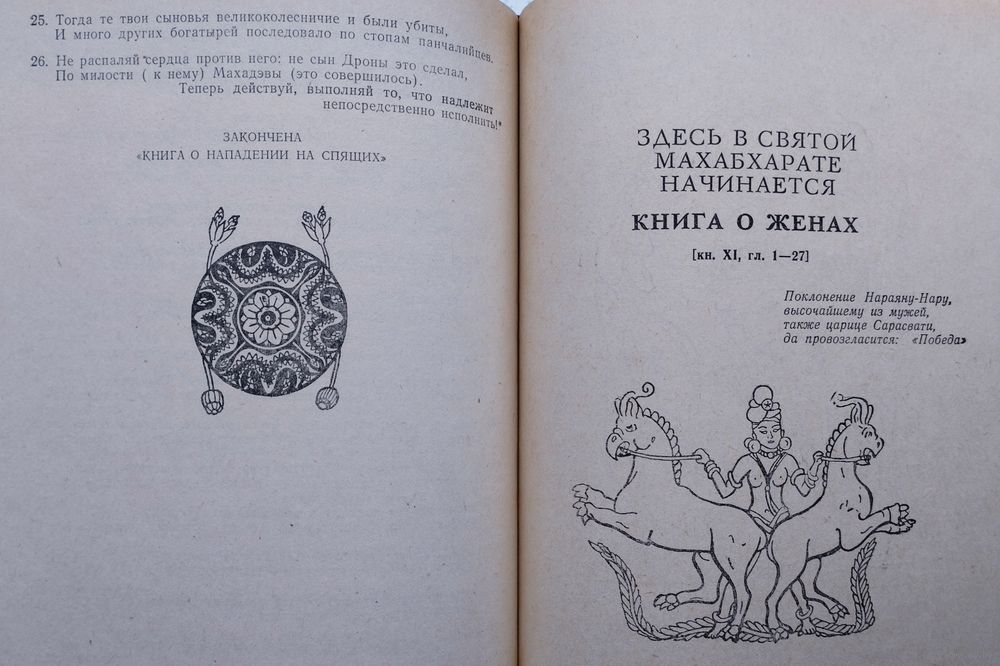 25. Тогда те твои сыновья великоколесничие и были убиты,
И много других богатырей последовало по стопам панчалийцев.
26. Не распаляй сердца против него: не сын Дроны это сделал,
По милости ( к нему) Махадэвы (это совершилось).
Теперь действуй, выполняй то, что надлежит
непосредственно исполнить!*
ЗАКОНЧЕНА
«КНИГА О НАПАДЕНИИ НА СПЯЩИХ»
ЗДЕСЬ В СВЯТОЙ
МАХАБХАРАТЕ
НАЧИНАЕТСЯ
КНИГА О ЖЕНАХ
[кн. XI, гл. 1—27]
Поклонение Нараяну-Нару,
высочайшему из мужей,
также царице Сарасвати,
да провозгласится: «Победа»